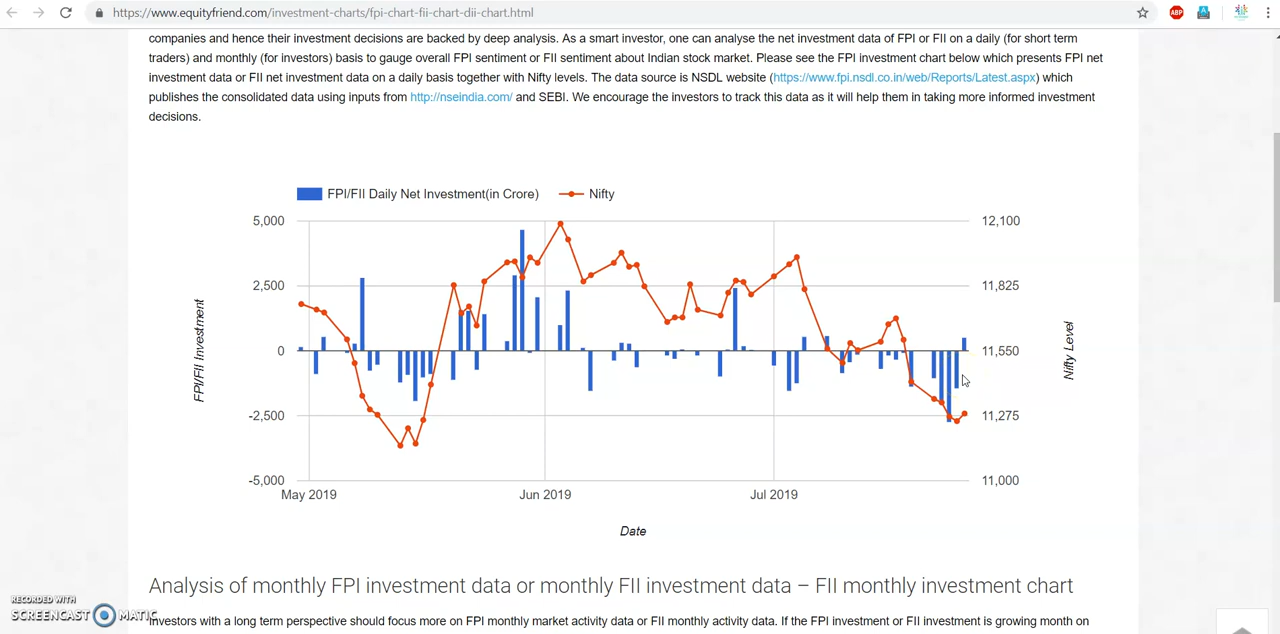 https://www.equityfriend.com/investment-charts/fpi-chart-fii-chart-dii-chart.html
ABP
companies and hence their investment decisions are backed by deep analysis. As a smart investor, one can analyse the net investment data of FPI or FII on a daily (for short term
traders) and monthly (for investors) basis to gauge overall FPI sentiment or FII sentiment about Indian stock market. Please see the FPI investment chart below which presents FPI net
investment data or FII net investment data on a daily basis together with Nifty levels. The data source is NSDL website (https://www.fpi.nsdl.co.in/web/Reports/Latest.aspx) which
publishes the consolidated data using inputs from http://nseindia.com/ and SEBI. We encourage the investors to track this data as it will help them in taking more informed investment
decisions.
FPI/FII Daily Net Investment(in Crore) Nifty
5,000 12,100
2,500 11,825
0 11,550
-2,500 11,275
-5,000 11,000
FPI/FII Investment
Nifty Level
May 2019 Jun 2019 Jul 2019
Date
Analysis of monthly FPI investment data or monthly FII investment data – FII monthly investment chart
RECORDED WITH
SCREENCAST MATIC
Investors with a long term perspective should focus more on FPI monthly market activity data or FII monthly activity data. If the FPI investment or FII investment is growing month on